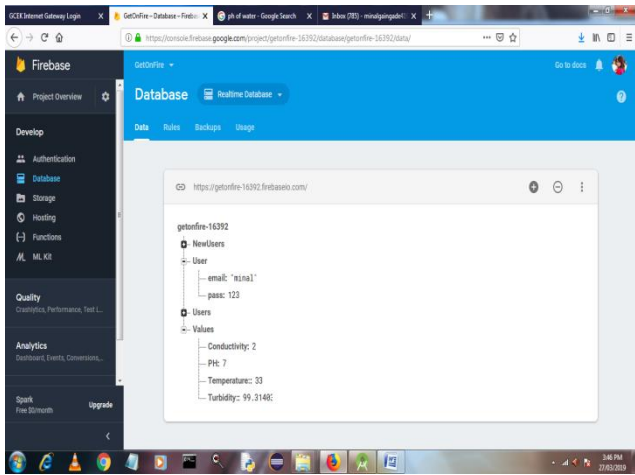 GCEK Internet Gateway Login
GetOnFire – Database – Fireba
ph of water - Google Search
Inbox (785) - minalgaingade41
https://console.firebase.google.com/project/getonfire-16392/database/getonfire-16392/data/
Firebase
GetOnFire
Go to docs
Project Overview
Database
Realtime Database
Develop
Data Rules Backups Usage
Authentication
Database
Storage
Hosting
Functions
ML Kit
https://getonfire-16392.firebaseio.com/
getonfire-16392
NewUsers
User
email: "minal"
pass: 123
Users
Values
Conductivity: 2
PH: 7
Temperature:: 33
Turbidity:: 99.3140
Quality
Crashlytics, Performance, Test L...
Analytics
Dashboard, Events, Conversions,...
Spark
Free $0/month
Upgrade
3:46 PM
27/03/2019